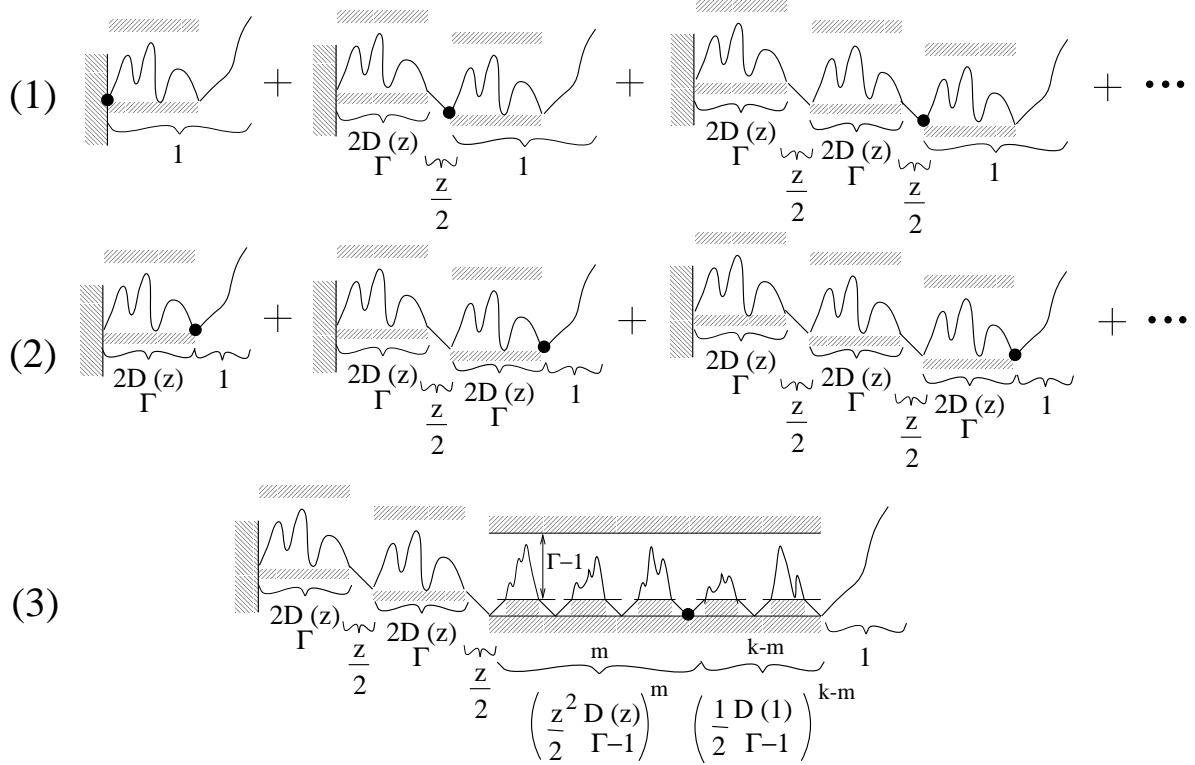 (1) + + + ...
1 2D (z) 1 2D (z) 2D (z) 1
Γ Γ Γ
z/2 z/2 z/2
(2) + + + ...
2D (z) 1 2D (z) 2D (z) 1 2D (z) 2D (z) 2D (z) 1
Γ Γ Γ Γ Γ Γ
z/2 z/2 z/2
(3) Γ−1
2D (z) 2D (z) m k-m 1
Γ Γ
z/2 z/2
(z²/2 D (z) Γ−1)^m (1/2 D (1) Γ−1)^k-m